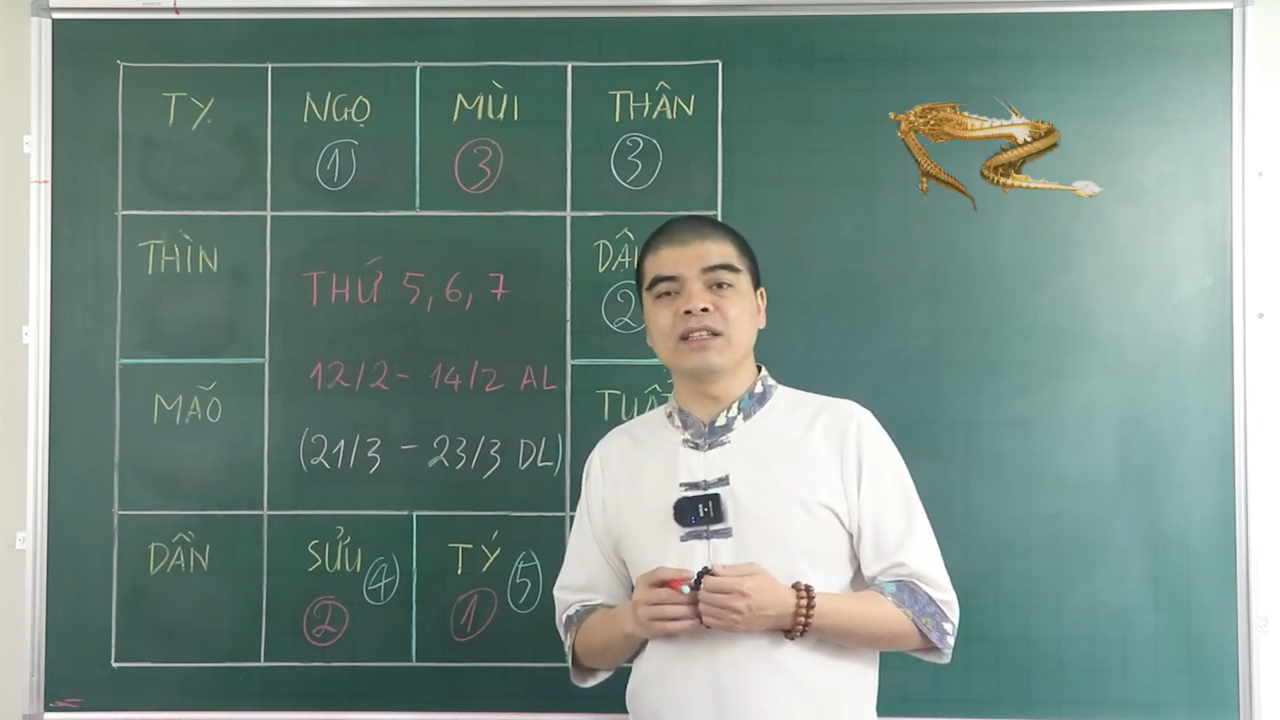 TỴ
NGỌ
①
MÙI
③
THÂN
③
THÌN
THỨ 5, 6, 7
②
MÃO
12/2 - 14/2 AL
(21/3 - 23/3 DL)
DẦN
SỬU
④
②
TÝ
⑤
①